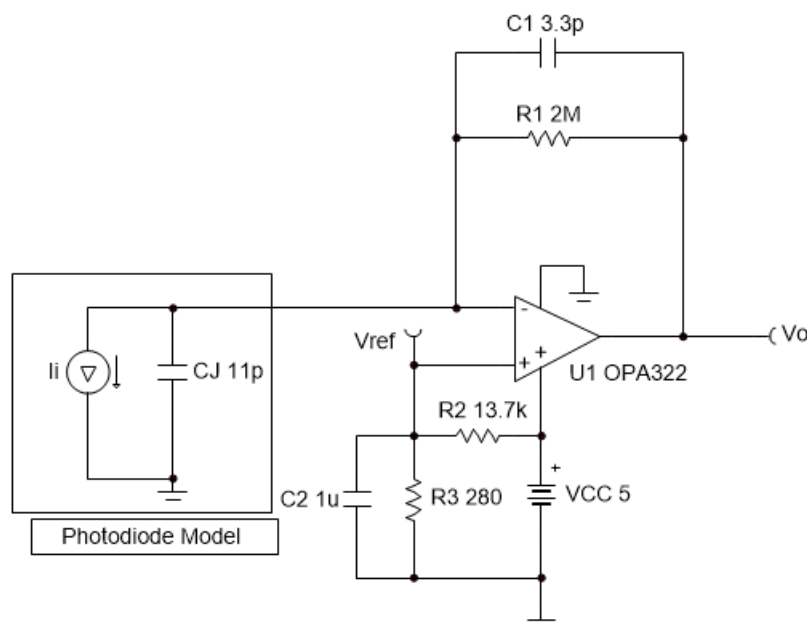 C1 3.3p
R1 2M
-
Vref
+
+
Vo
Ii
CJ 11p
U1 OPA322
R2 13.7k
+
C2 1u
R3 280
VCC 5
Photodiode Model